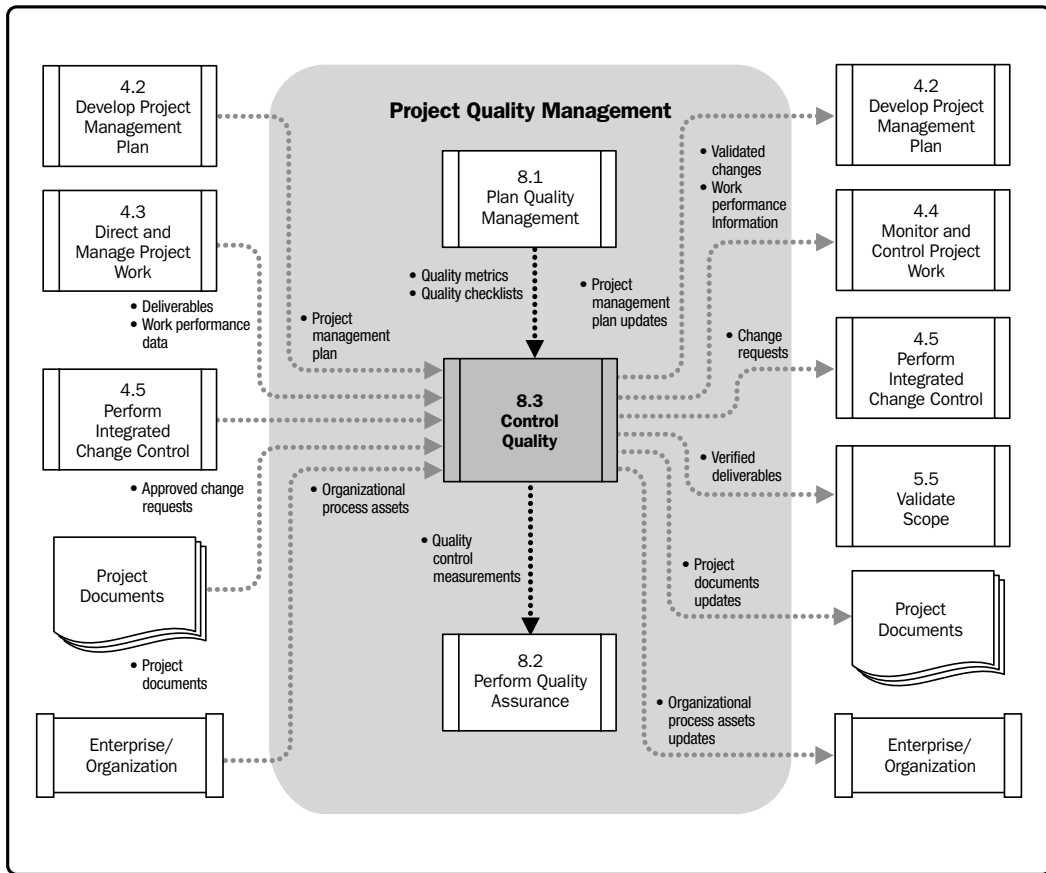 Project Quality Management
4.2
Develop Project
Management
Plan
4.3
Direct and
Manage Project
Work
• Deliverables
• Work performance
data
4.5
Perform
Integrated
Change Control
• Approved change
requests
Project
Documents
• Project
documents
Enterprise/
Organization
• Project
management
plan
• Organizational
process assets
8.1
Plan Quality
Management
• Quality metrics
• Quality checklists
8.3
Control
Quality
• Quality
control
measurements
8.2
Perform Quality
Assurance
• Validated
changes
• Work
performance
Information
• Project
management
plan updates
• Change
requests
• Verified
deliverables
• Project
documents
updates
• Organizational
process assets
updates
4.2
Develop Project
Management
Plan
4.4
Monitor and
Control Project
Work
4.5
Perform
Integrated
Change Control
5.5
Validate
Scope
Project
Documents
Enterprise/
Organization